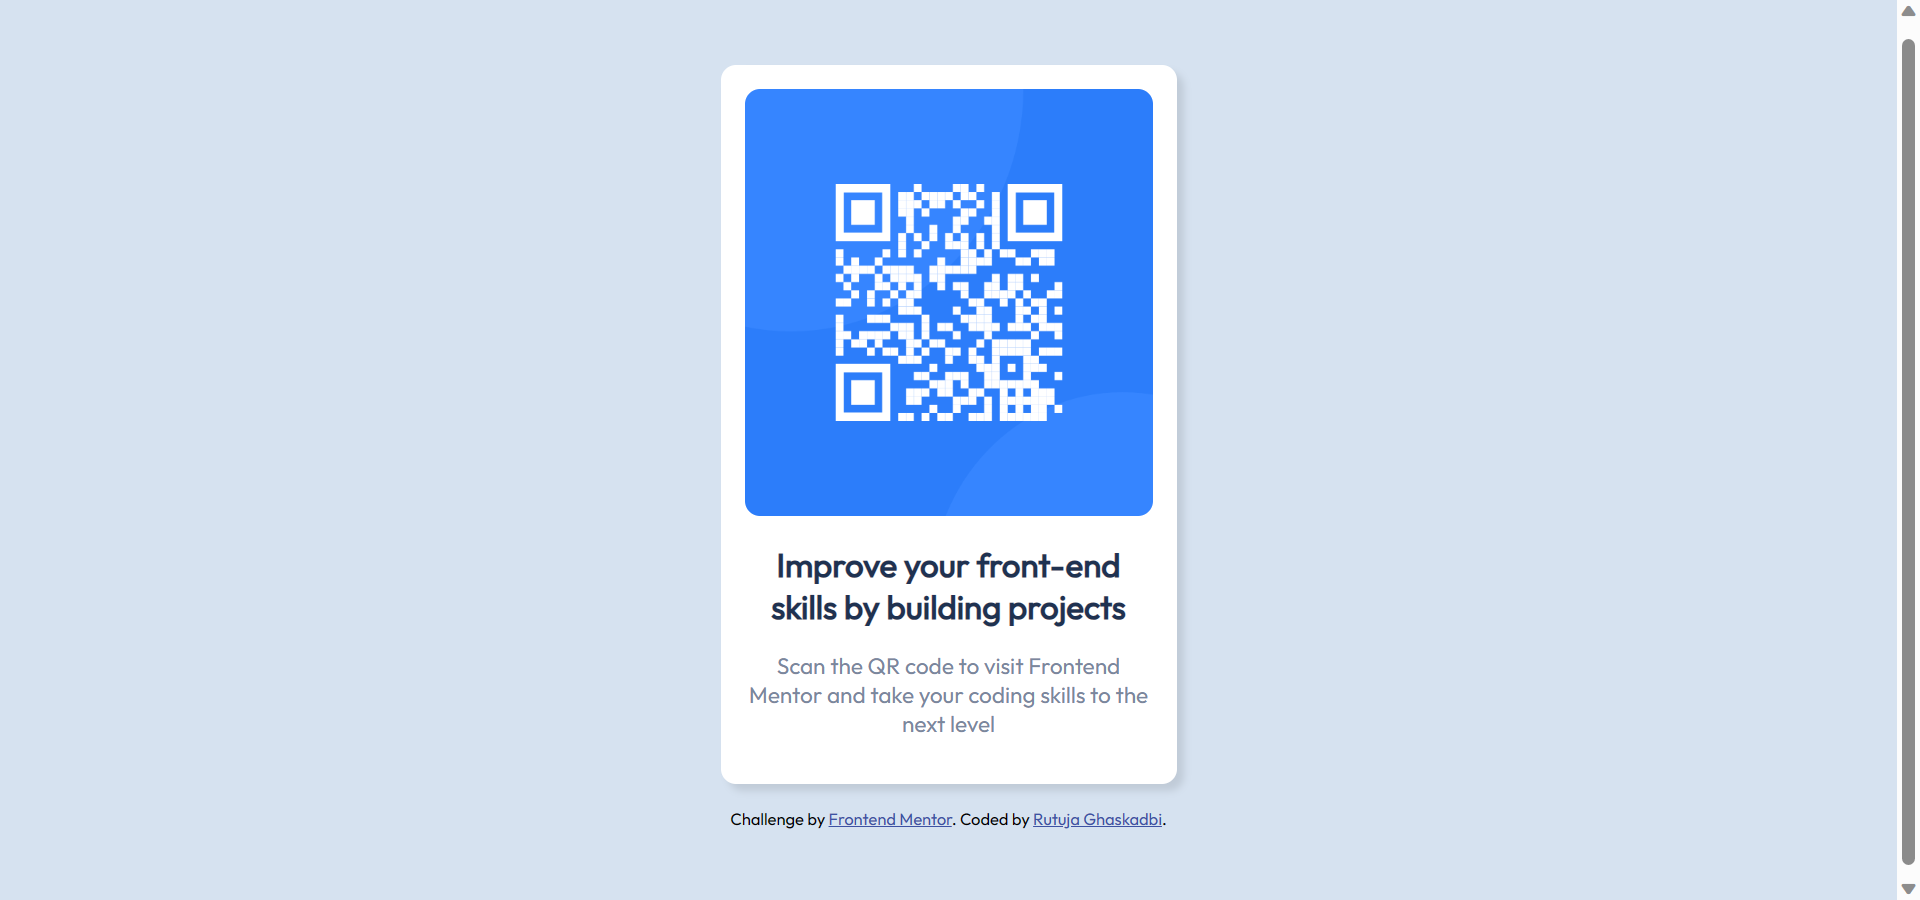 Improve your front-end
skills by building projects
Scan the QR code to visit Frontend
Mentor and take your coding skills to the
next level
Challenge by Frontend Mentor. Coded by Rutuja Ghaskadbi.